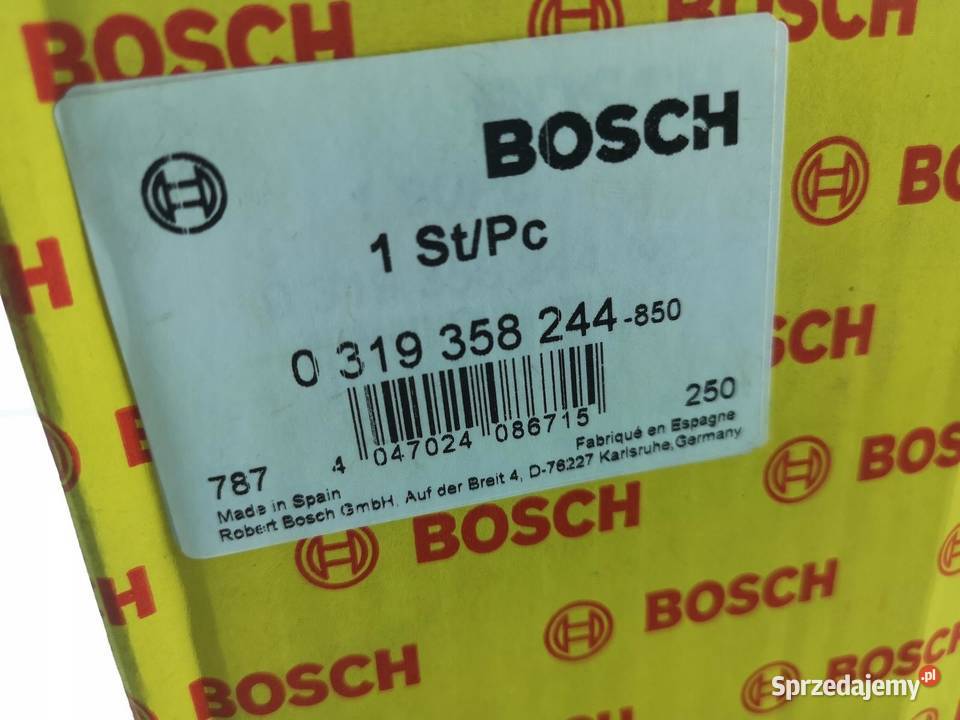 BOSCH
BOSCH
BOSCH
1 St/Pc
0 319 358 244-850
4 047024 086715
250
787
Fabriqué en Espagne
Made in Spain
Robert Bosch GmbH, Auf der Breit 4, D-76227 Karlsruhe, Germany
BOSCH
BOSCH
BOSCH
BOSCH
Sprzedajemy.pl